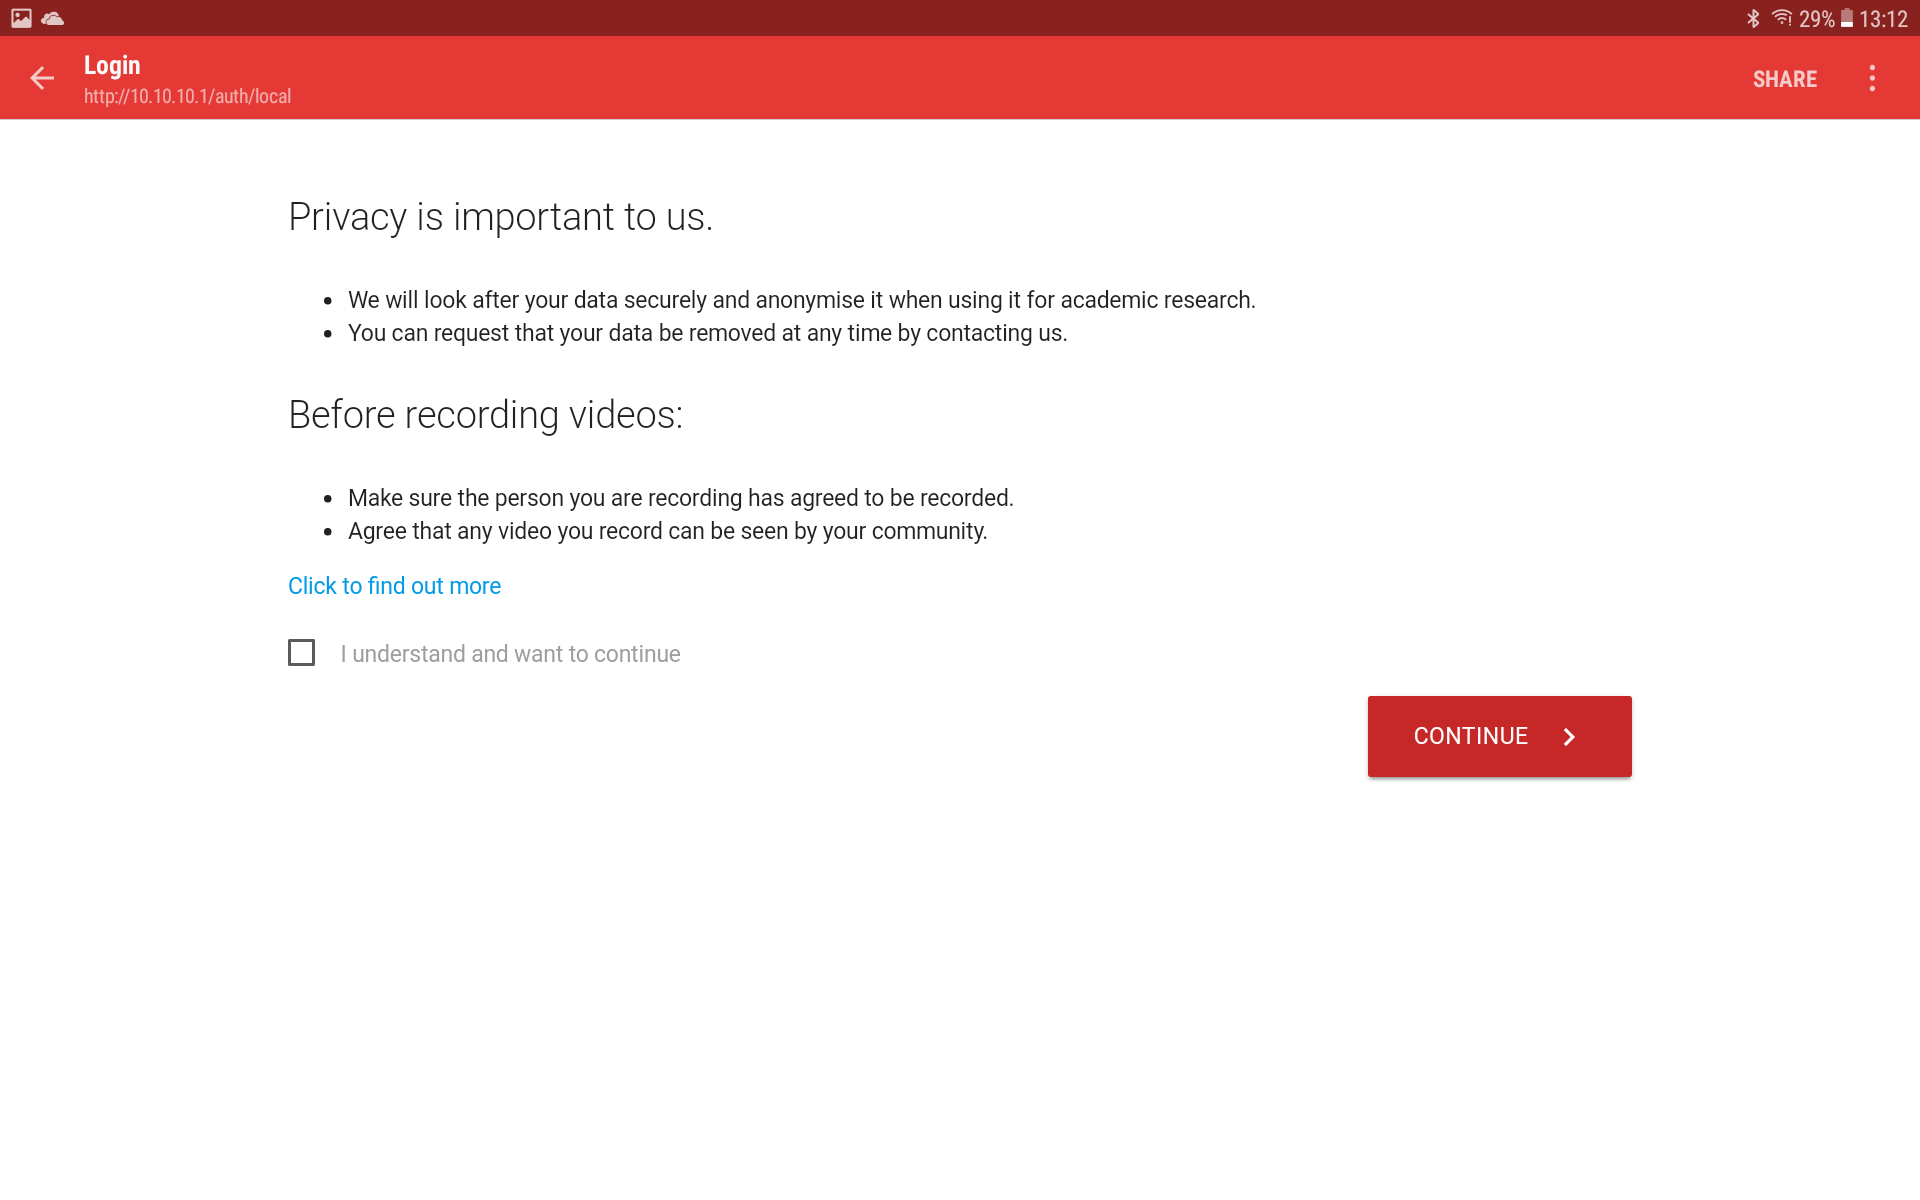 29% 13:12
Login
http://10.10.10.1/auth/local
SHARE
Privacy is important to us.
We will look after your data securely and anonymise it when using it for academic research.
You can request that your data be removed at any time by contacting us.
Before recording videos:
Make sure the person you are recording has agreed to be recorded.
Agree that any video you record can be seen by your community.
Click to find out more
I understand and want to continue
CONTINUE